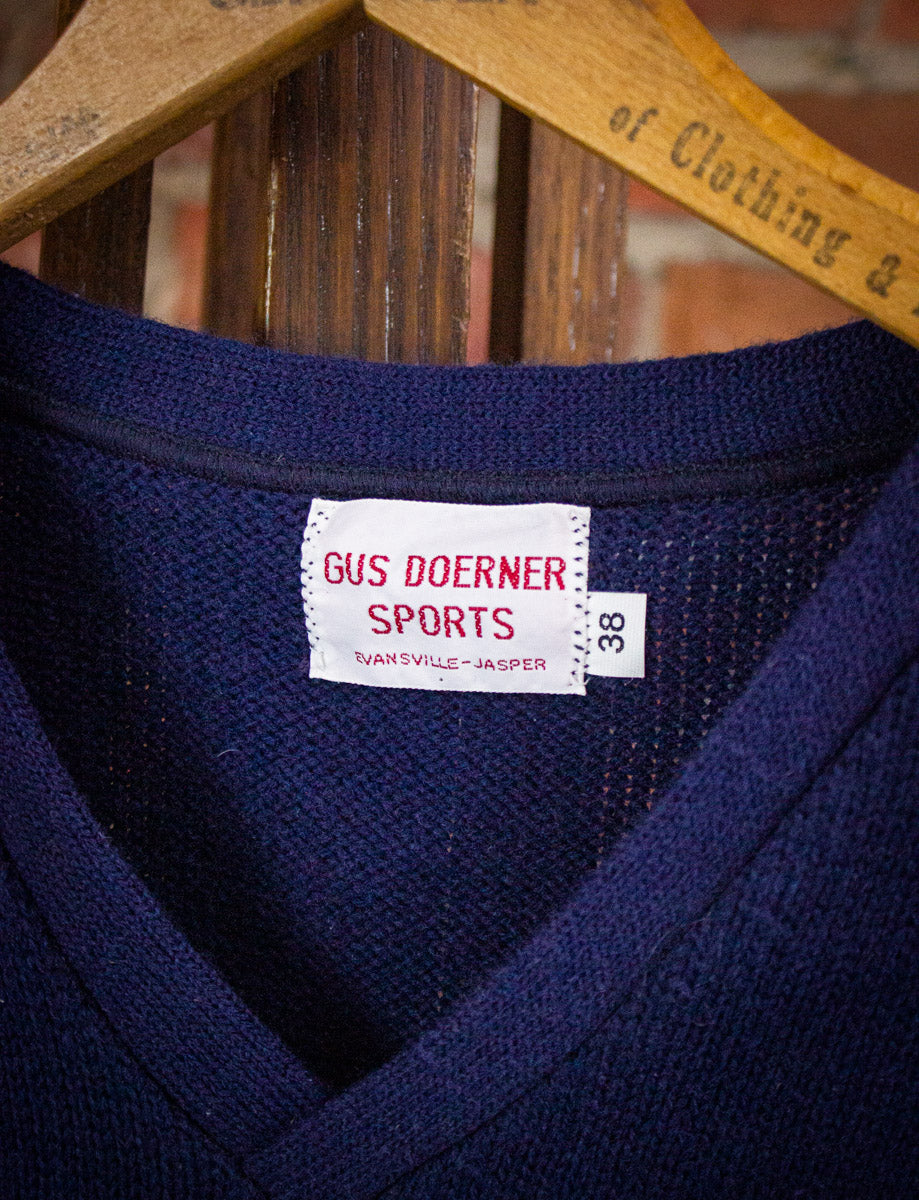 of Clothing &
GUS DOERNER
SPORTS
EVANSVILLE-JASPER
38